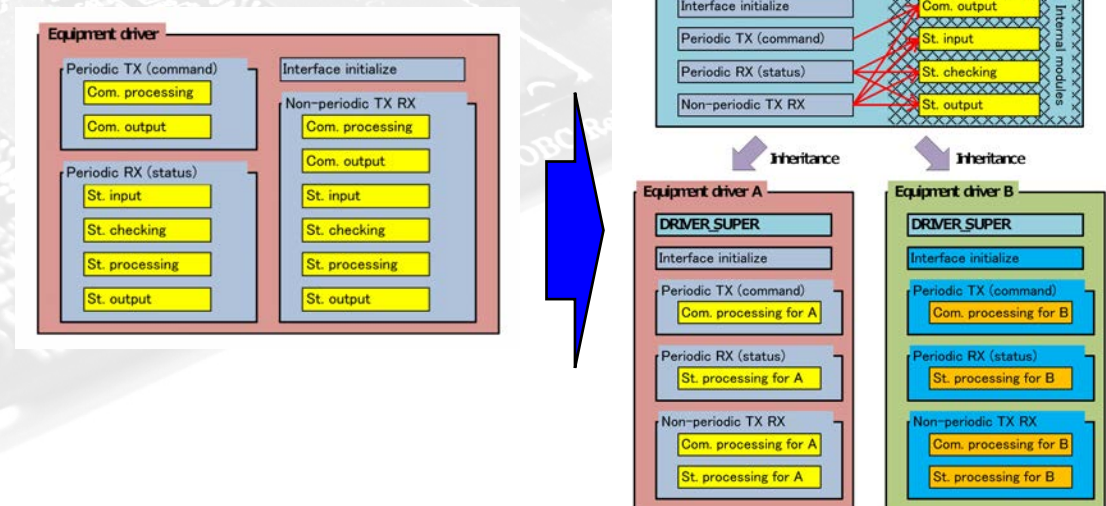 Equipment driver
Periodic TX (command)
Com. processing
Com. output
Periodic RX (status)
St. input
St. checking
St. processing
St. output
Interface initialize
Non-periodic TX RX
Com. processing
Com. output
St. input
St. checking
St. processing
St. output
Interface initialize
Periodic TX (command)
Periodic RX (status)
Non-periodic TX RX
Com. output
St. input
St. checking
St. output
Internal modules
Inheritance
Inheritance
Equipment driver A
DRIVER_SUPER
Interface initialize
Periodic TX (command)
Com. processing for A
Periodic RX (status)
St. processing for A
Non-periodic TX RX
Com. processing for A
St. processing for A
Equipment driver B
DRIVER_SUPER
Interface initialize
Periodic TX (command)
Com. processing for B
Periodic RX (status)
St. processing for B
Non-periodic TX RX
Com. processing for B
St. processing for B